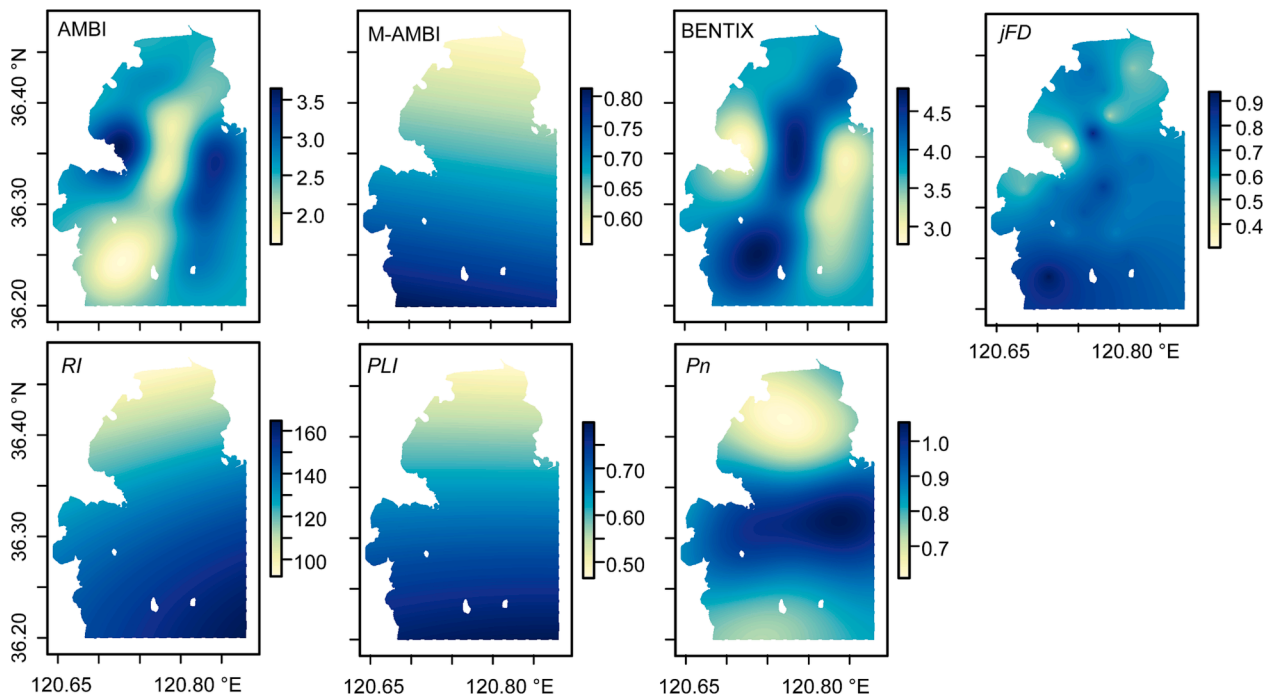 AMBI
M-AMBI
BENTIX
jFD
36.40 °N
36.30
36.20
3.5
3.0
2.5
2.0
0.80
0.75
0.70
0.65
0.60
4.5
4.0
3.5
3.0
0.9
0.8
0.7
0.6
0.5
0.4
120.65
120.80 °E
RI
PLI
Pn
36.40 °N
36.30
36.20
160
140
120
100
0.70
0.60
0.50
1.0
0.9
0.8
0.7
120.65
120.80 °E
120.65
120.80 °E
120.65
120.80 °E